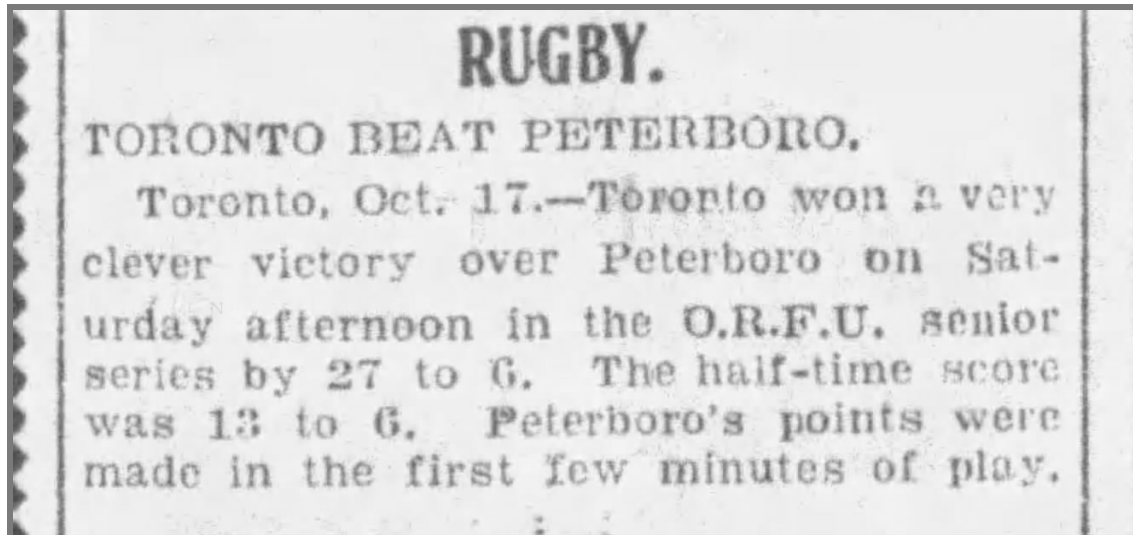 RUGBY.
TORONTO BEAT PETERBORO.
Toronto, Oct. 17.—Toronto won a very
clever victory over Peterboro on Sat-
urday afternoon in the O.R.F.U. senior
series by 27 to 6. The half-time score
was 13 to 6. Peterboro's points were
made in the first few minutes of play.